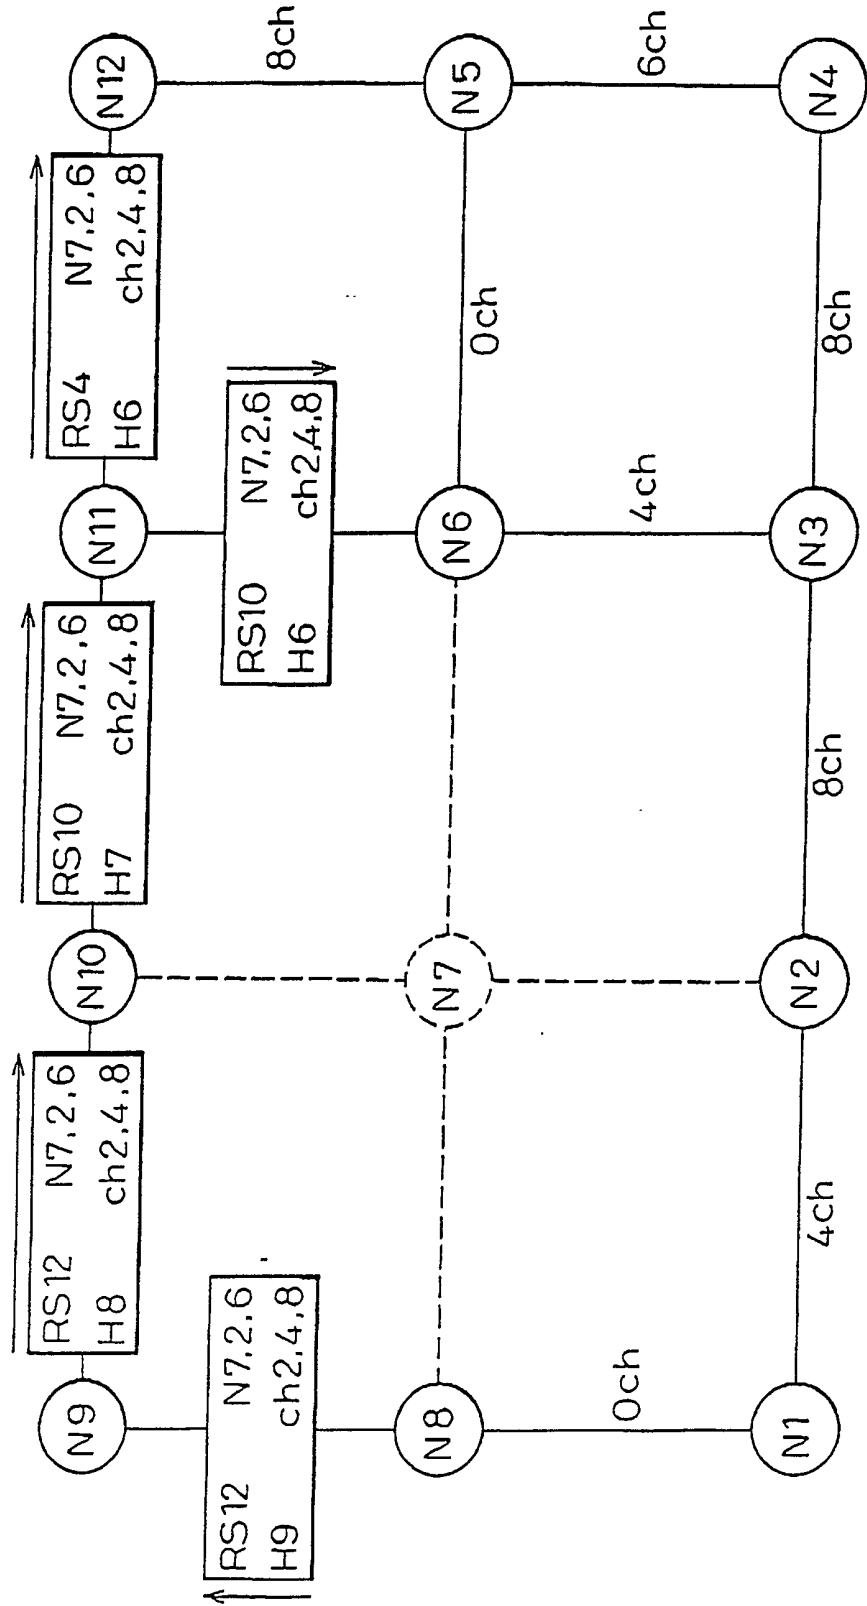 N9
RS12 N7,2,6
H8 ch2,4,8
N10
RS10 N7,2,6
H7 ch2,4,8
N11
RS4 N7,2,6
H6 ch2,4,8
N12
RS12 N7,2,6
H9 ch2,4,8
RS10 N7,2,6
H6 ch2,4,8
8ch
N8
N7
N6
0ch
N5
0ch
4ch
6ch
N1
4ch
N2
8ch
N3
8ch
N4